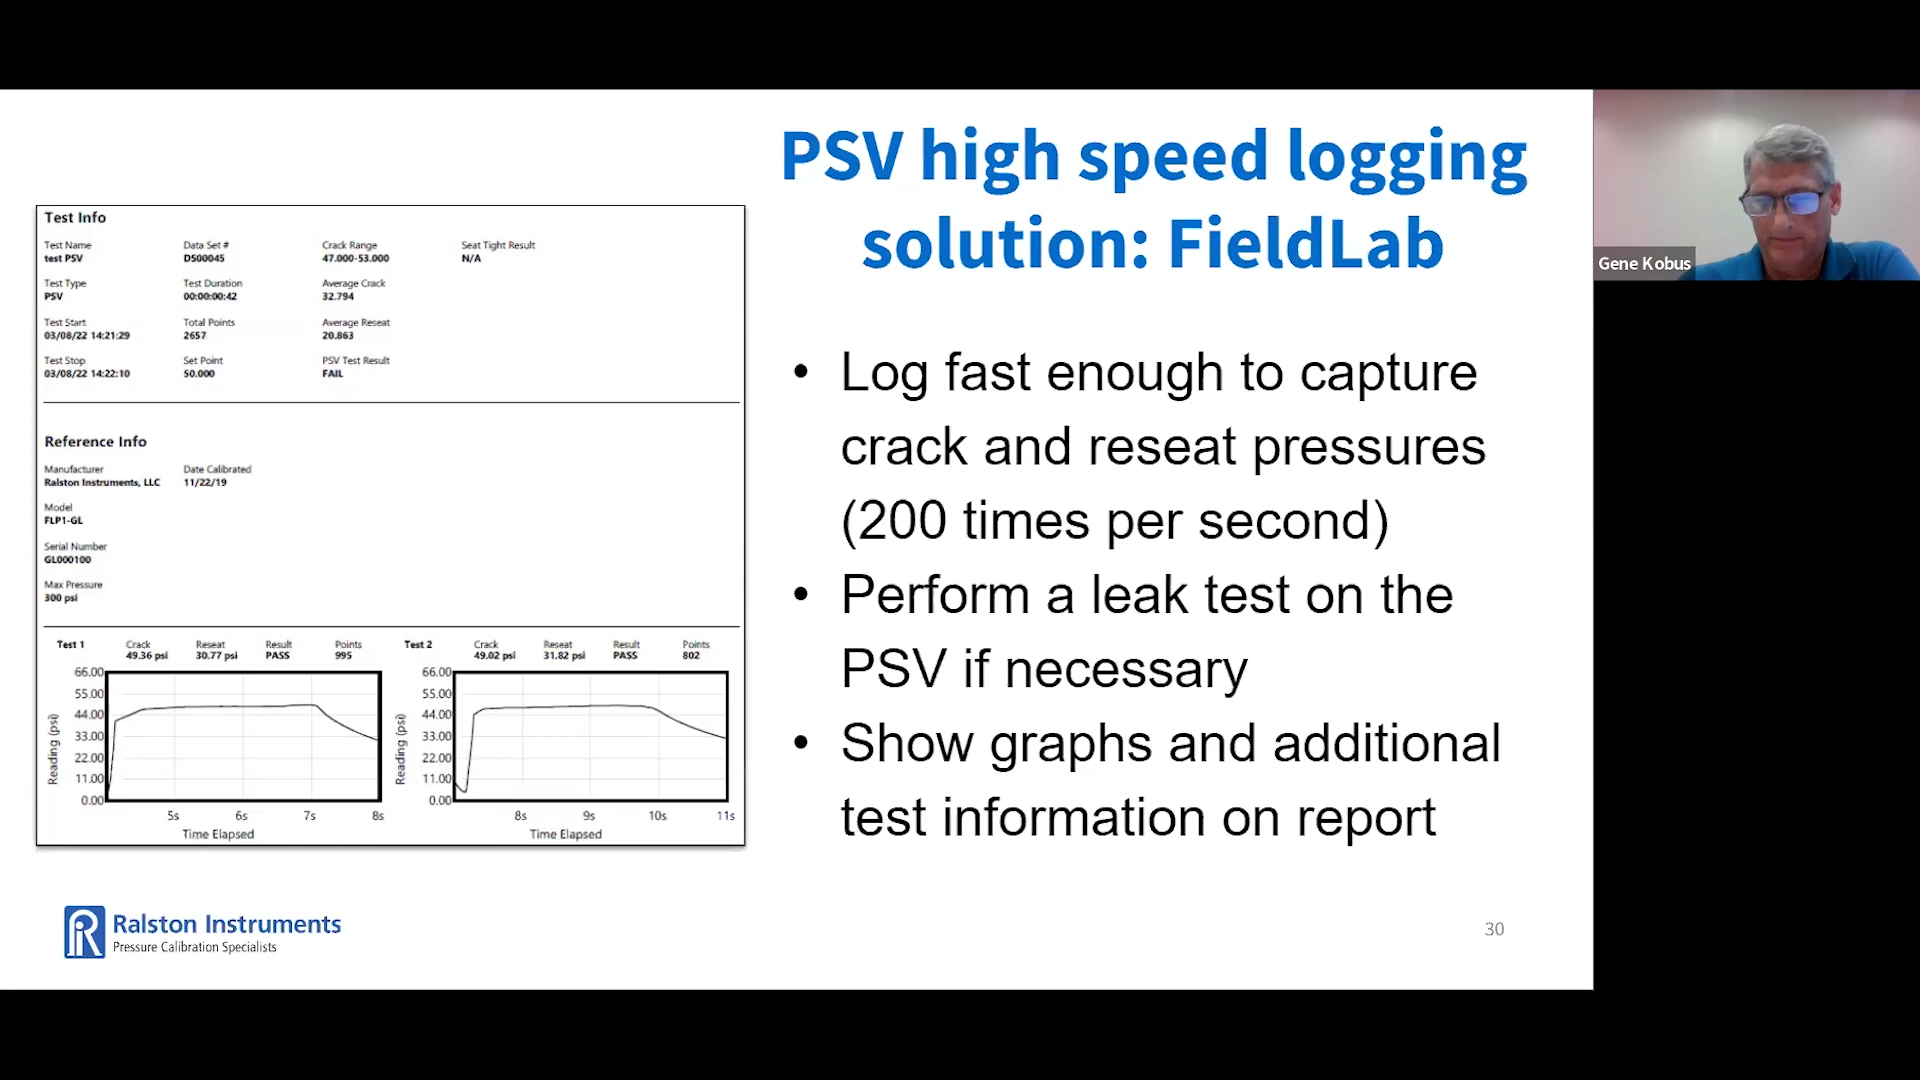 PSV high speed logging
solution: FieldLab
Test Info
Test Name Data Set # Crack Range Seat Tight Result
test PSV DS00045 47.000-53.000 N/A
Test Type Test Duration Average Crack
PSV 00:00:00:42 32.794
Test Start Total Points Average Reseat
03/08/22 14:21:29 2657 20.863
Test Stop Set Point PSV Test Result
03/08/22 14:22:10 50.000 FAIL
Reference Info
Manufacturer Date Calibrated
Ralston Instruments, LLC 11/22/19
Model
FLP1-GL
Serial Number
GL000100
Max Pressure
300 psi
Test 1 Crack Reseat Result Points
49.36 psi 30.77 psi PASS 995
66.00
55.00
44.00
33.00
22.00
11.00
0.00
Reading (psi)
5s 6s 7s 8s
Time Elapsed
Test 2 Crack Reseat Result Points
49.02 psi 31.82 psi PASS 802
66.00
55.00
44.00
33.00
22.00
11.00
0.00
Reading (psi)
8s 9s 10s 11s
Time Elapsed
• Log fast enough to capture
crack and reseat pressures
(200 times per second)
• Perform a leak test on the
PSV if necessary
• Show graphs and additional
test information on report
Ralston Instruments
Pressure Calibration Specialists
30
Gene Kobus